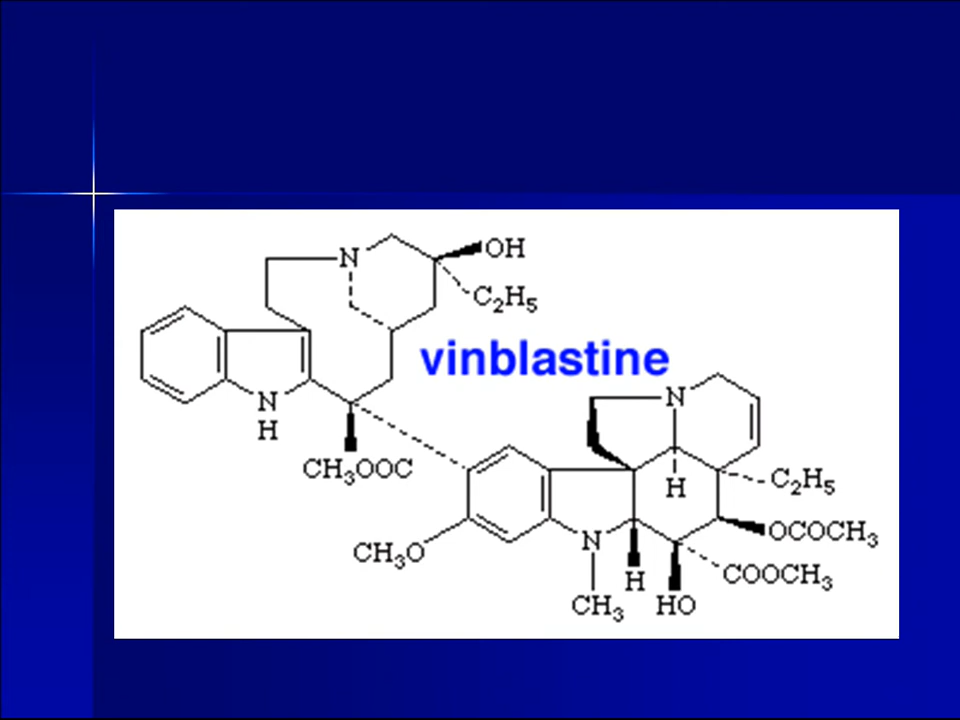 N
OH
C2H5
vinblastine
N
H
CH3OOC
N
H
C2H5
OCOCH3
CH3O
N
H
COOCH3
CH3
HO